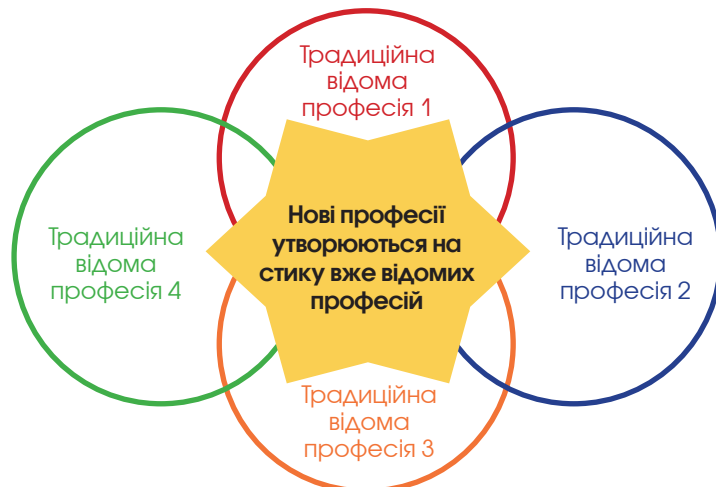 Традиційна
відома
професія 1
Традиційна
відома
професія 4
Нові професії
утворюються на
стику вже відомих
професій
Традиційна
відома
професія 2
Традиційна
відома
професія 3